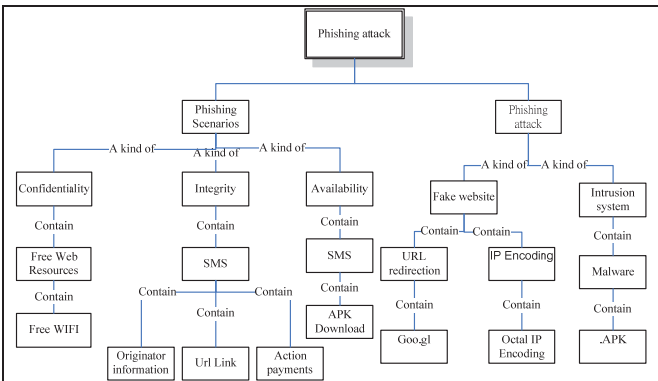 Phishing attack
Phishing
Scenarios
Phishing
attack
A kind of
A kind of
A kind of
A kind of
A kind of
Confidentiality
Integrity
Availability
Fake website
Intrusion
system
Contain
Contain
Contain
Contain
Contain
Contain
Free Web
Resources
SMS
SMS
URL
redirection
IP Encoding
Malware
Contain
Contain
Contain
Contain
Contain
Contain
Contain
Contain
Free WIFI
Originator
information
Url Link
Action
payments
APK
Download
Goo.gl
Octal IP
Encoding
.APK